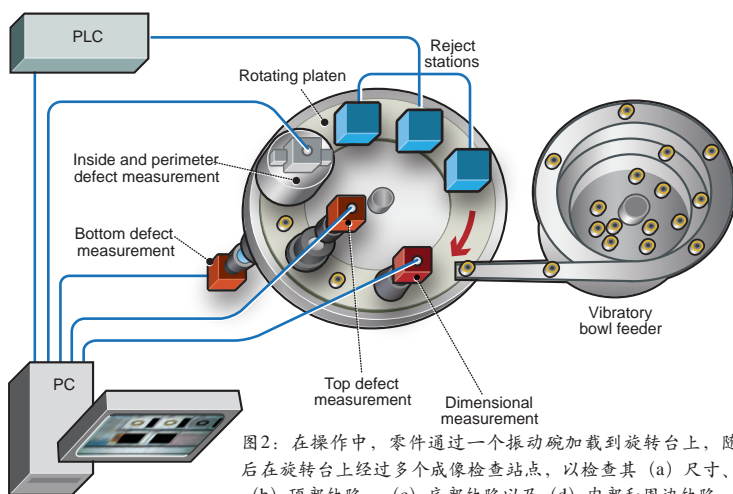 PLC
Reject
stations
Rotating platen
Inside and perimeter
defect measurement
Bottom defect
measurement
Vibratory
bowl feeder
PC
Top defect
measurement
Dimensional
measurement
图2：在操作中，零件通过一个振动碗加载到旋转台上，随
后在旋转台上经过多个成像检查站点，以检查其（a）尺寸、
（b）顶部缺陷、（c）底部缺陷以及（d）内部和周边缺陷